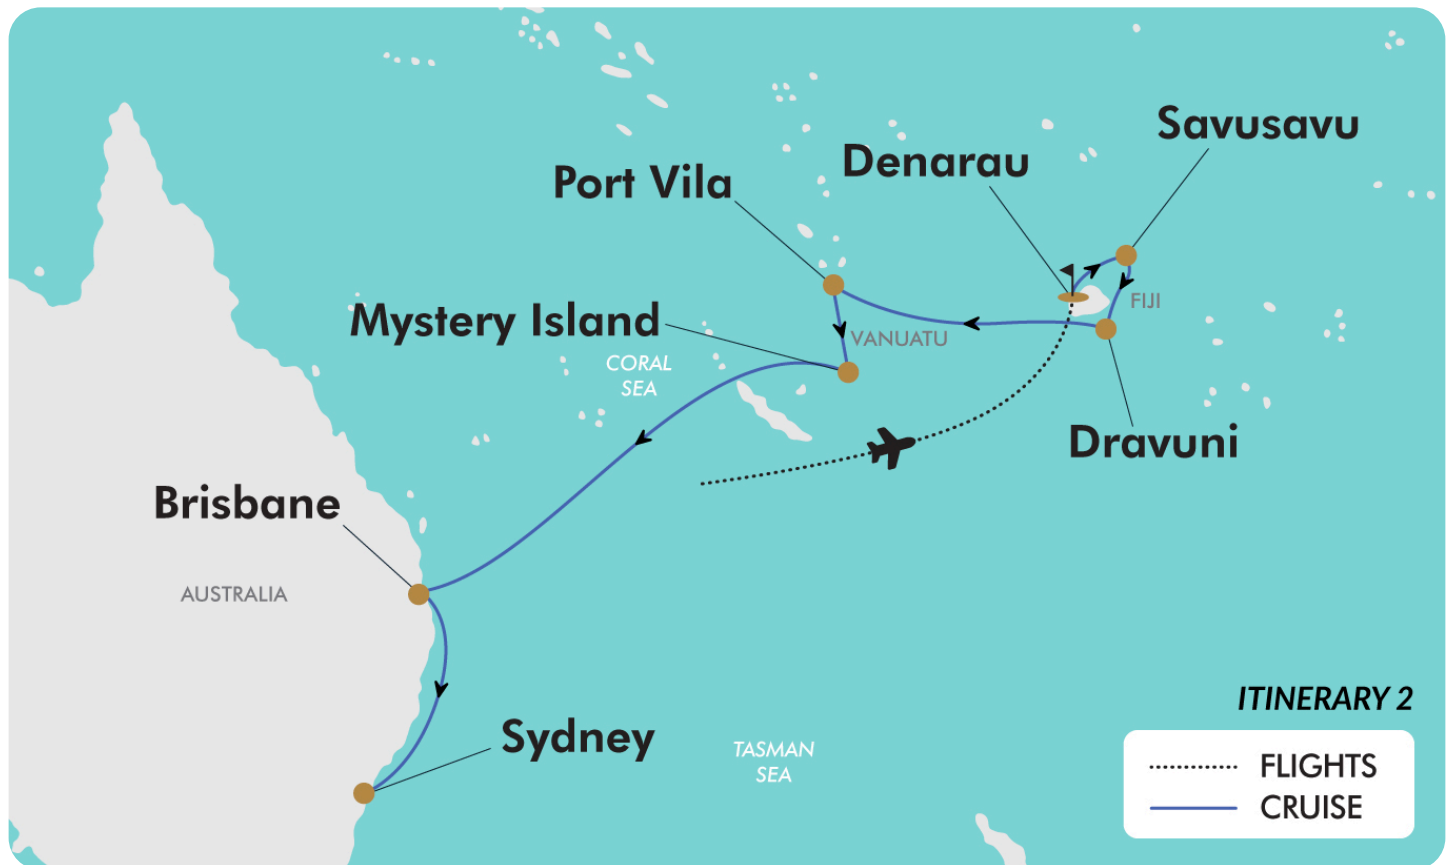 Savusavu
Denarau
Port Vila
FIJI
Mystery Island
VANUATU
CORAL
SEA
Dravuni
Brisbane
AUSTRALIA
ITINERARY 2
Sydney
TASMAN
SEA
FLIGHTS
CRUISE